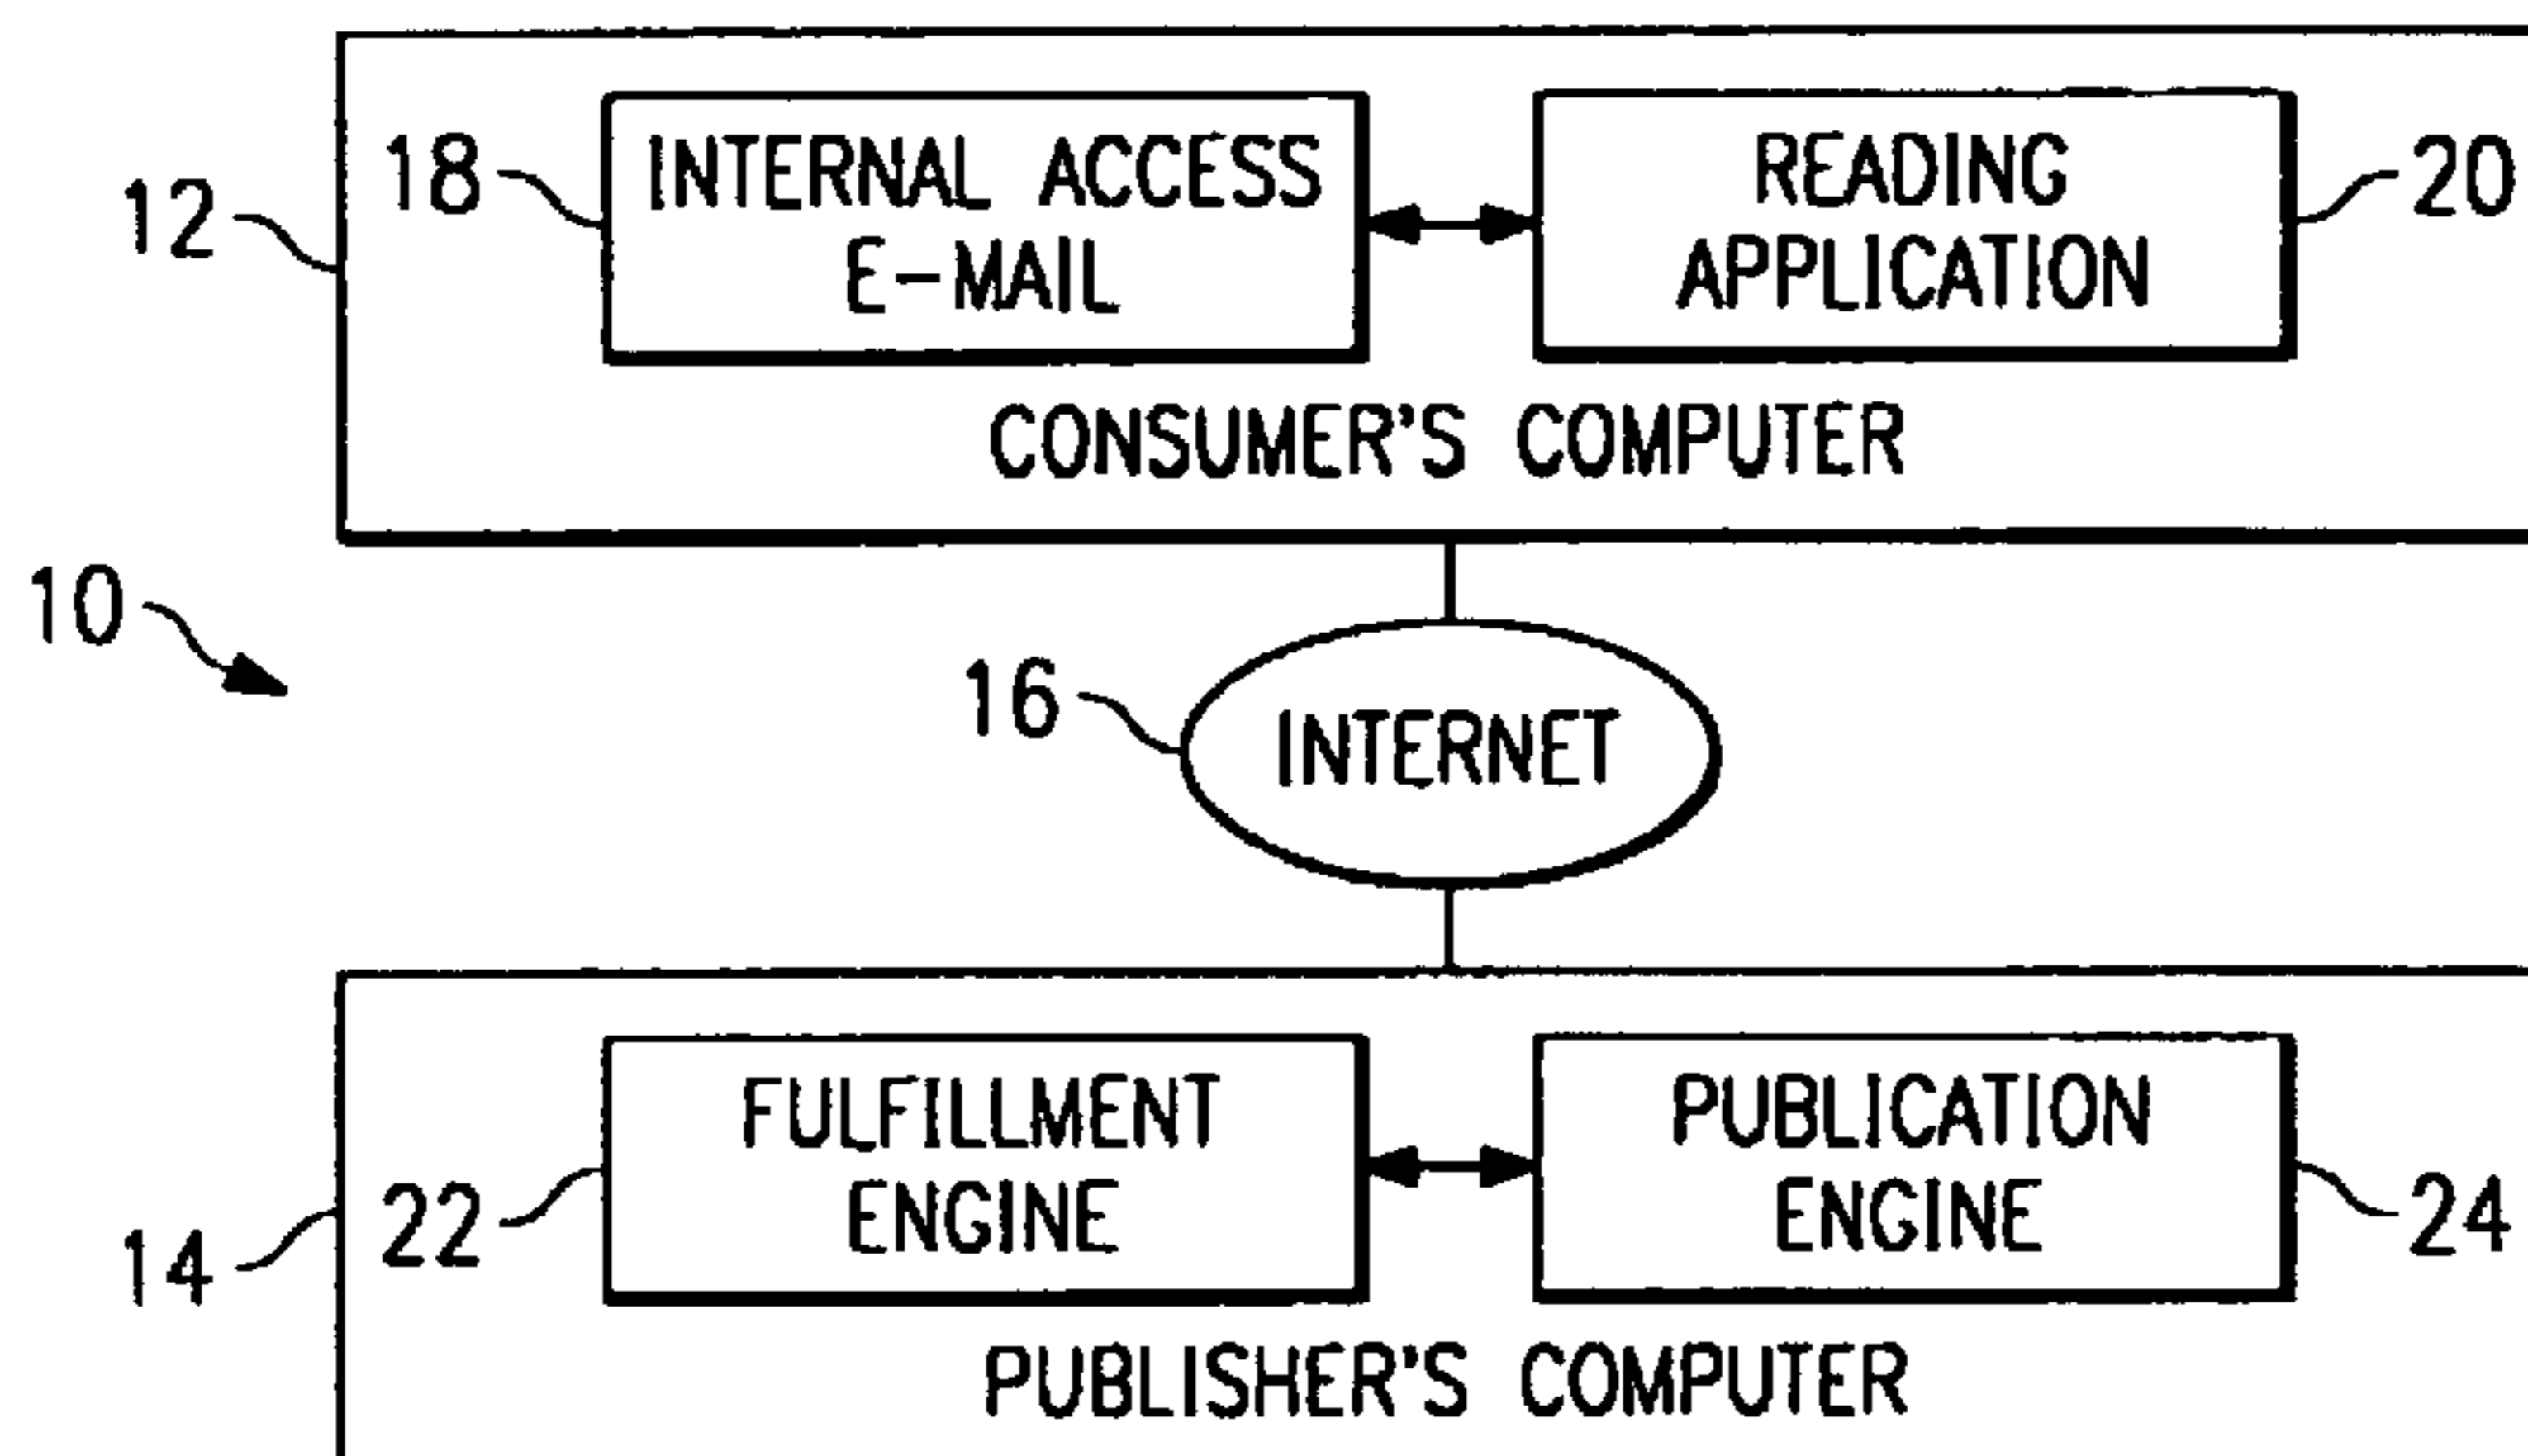 18 INTERNAL ACCESS READING 20
12 E-MAIL APPLICATION
CONSUMER'S COMPUTER
10
16 INTERNET
FULFILLMENT PUBLICATION
22 ENGINE ENGINE 24
14
PUBLISHER'S COMPUTER